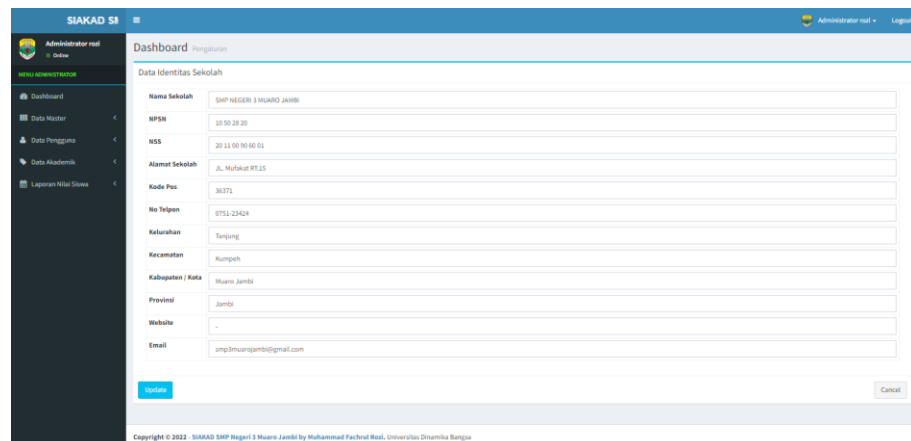 SIAKAD SM
Administrator rozi
Logout
Administrator rozi
Online
Dashboard Pengaturan
MENU ADMINISTRATOR
Dashboard
Data Master
Data Pengguna
Data Akademik
Laporan Nilai Siswa
Data Identitas Sekolah
Nama Sekolah SMP NEGERI 3 MUARO JAMBI
NPSN 10 50 28 20
NSS 20 11 00 90 60 01
Alamat Sekolah JL. Mufakat RT.15
Kode Pos 36371
No Telpon 0751-23424
Kelurahan Tanjung
Kecamatan Kumpeh
Kabupaten / Kota Muaro Jambi
Provinsi Jambi
Website -
Email smp3muarojambi@gmail.com
Update
Cancel
Copyright © 2022 - SIAKAD SMP Negeri 3 Muaro Jambi by Muhammad Fachrul Rozi. Universitas Dinamika Bangsa